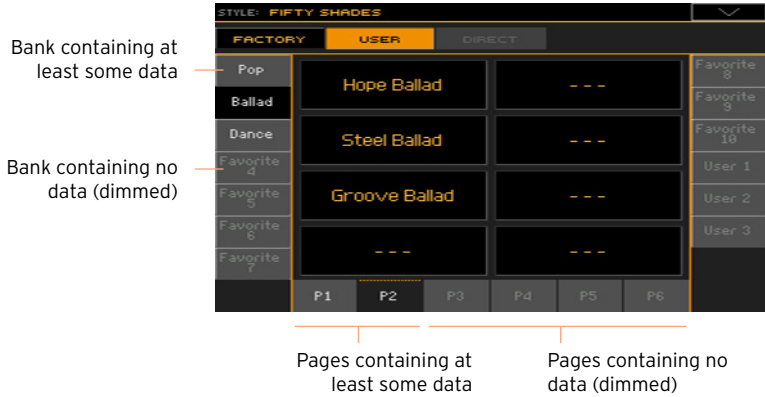 STYLE: FIFTY SHADES
FACTORY USER DIRECT
Bank containing at
least some data
Bank containing no
data (dimmed)
Pop
Ballad
Dance
Favorite
4
Favorite
5
Favorite
6
Favorite
7
Hope Ballad
- - -
Steel Ballad
- - -
Groove Ballad
- - -
- - -
- - -
Favorite
8
Favorite
9
Favorite
10
User 1
User 2
User 3
P1 P2 P3 P4 P5 P6
Pages containing at
least some data
Pages containing no
data (dimmed)